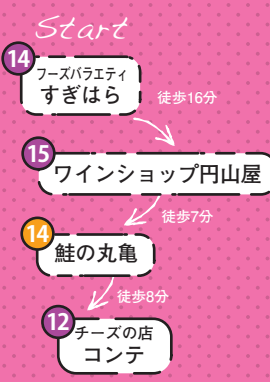 Start
14
フーズバラエティ
すぎはら
徒歩16分
15
ワインショップ円山屋
徒歩7分
14
鮭の丸亀
徒歩8分
12
チーズの店
コンテ